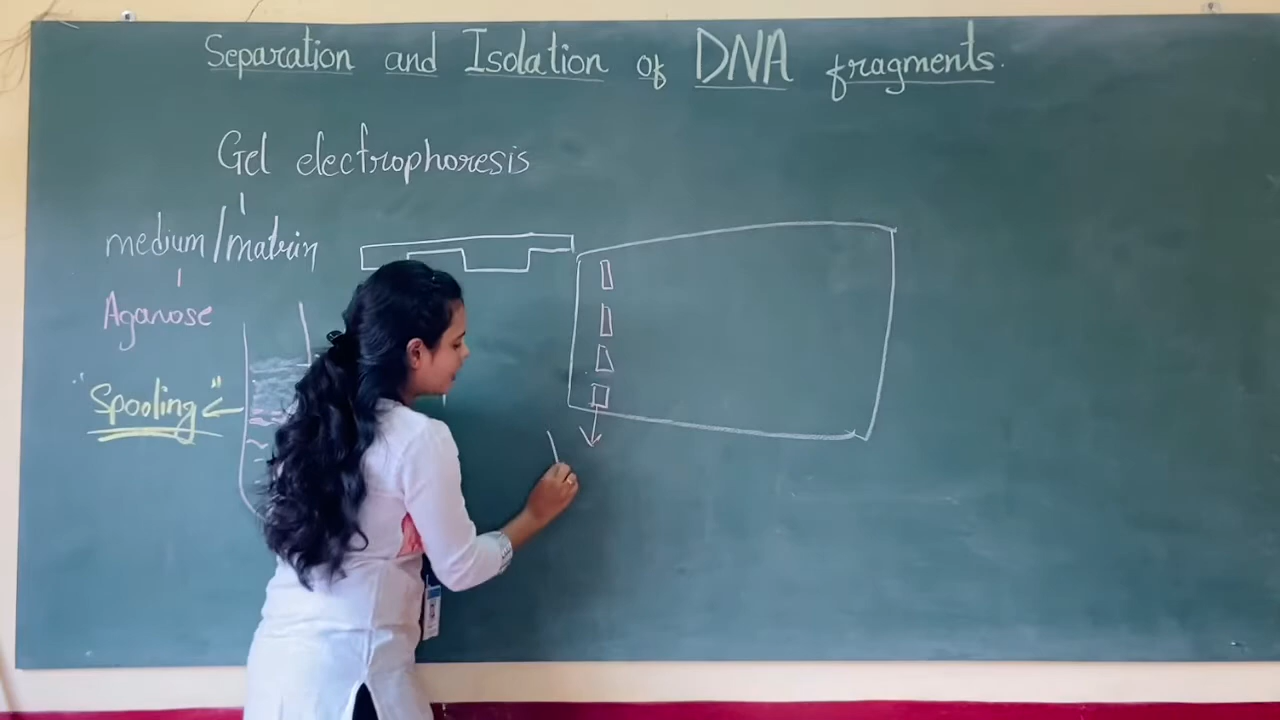 Separation and Isolation of DNA fragments.
Gel electrophoresis
medium/matrix
Agarose
"Spooling"